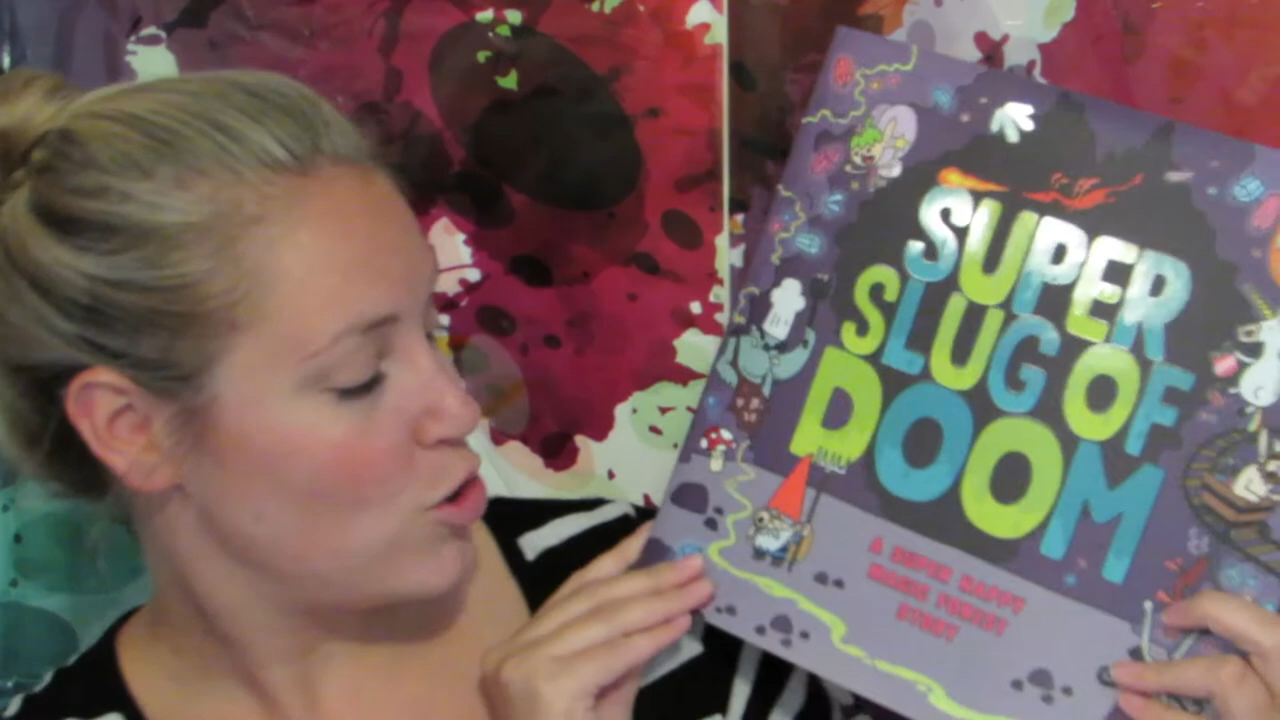 SUPER
SLUG OF
DOOM
A SUPER HAPPY
MAGIC FOREST
STORY